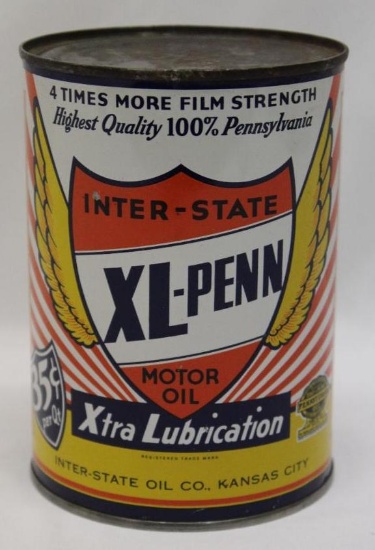 4 TIMES MORE FILM STRENGTH
Highest Quality 100% Pennsylvania
INTER-STATE
XL-PENN
MOTOR
OIL
35¢
per Qt.
Xtra Lubrication
REGISTERED TRADE MARK
INTER-STATE OIL CO., KANSAS CITY